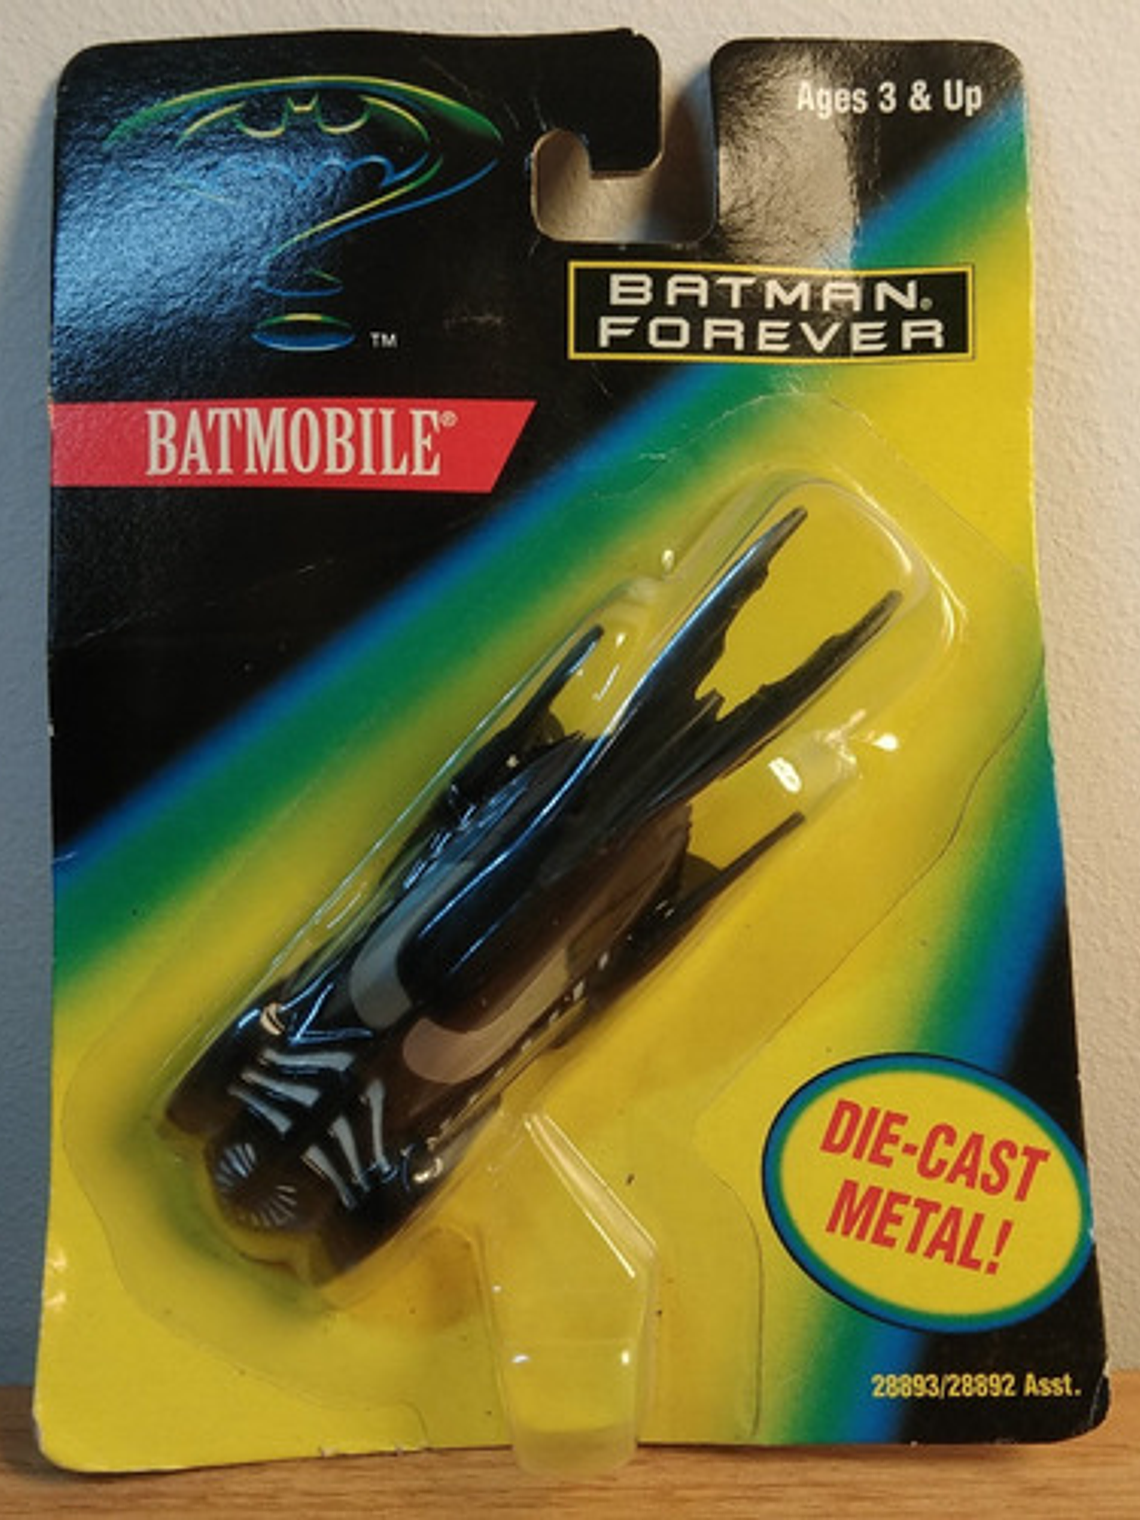 Ages 3 & Up
™
BATMAN®
FOREVER
BATMOBILE®
DIE-CAST
METAL!
28893/28892 Asst.